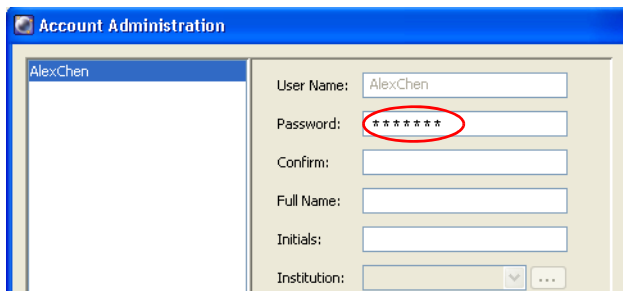 Account Administration
AlexChen
User Name: AlexChen
Password: *******
Confirm:
Full Name:
Initials:
Institution: ...